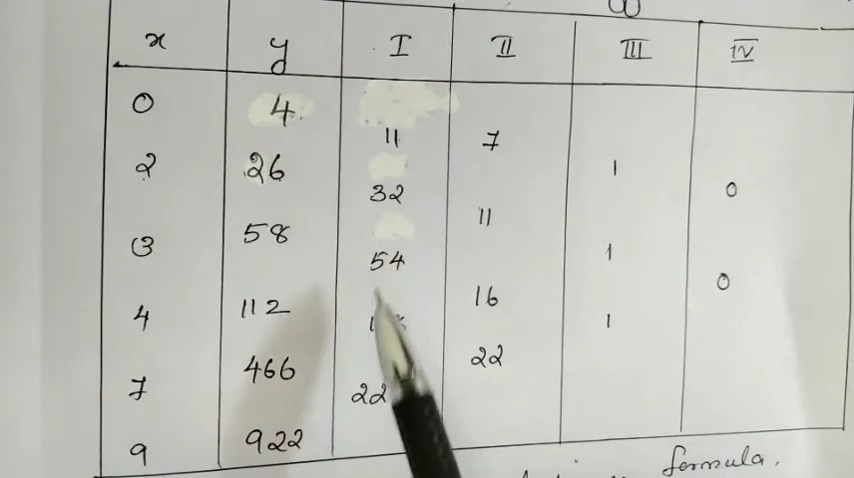 x y I II III IV
0 4
11 7
2 26 1
32 0
11
3 58 1
54 0
4 112 16 1
466 22
7 22
9 922
formula.